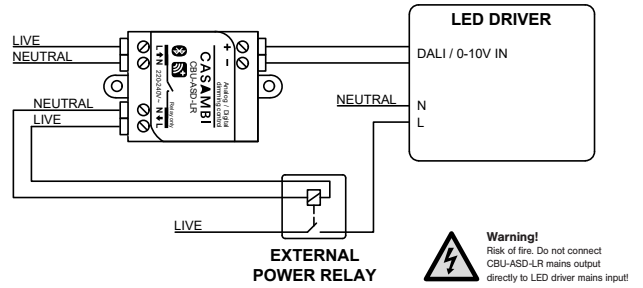 LED DRIVER
LIVE
NEUTRAL
L N
220-240V~
N L
Relay only
CBU-ASD-LR
CASAMBI
Analog / Digital
dimming control
+
-
DALI / 0-10V IN
NEUTRAL
LIVE
NEUTRAL
N
L
LIVE
EXTERNAL
POWER RELAY
Warning!
Risk of fire. Do not connect
CBU-ASD-LR mains output
directly to LED driver mains input!